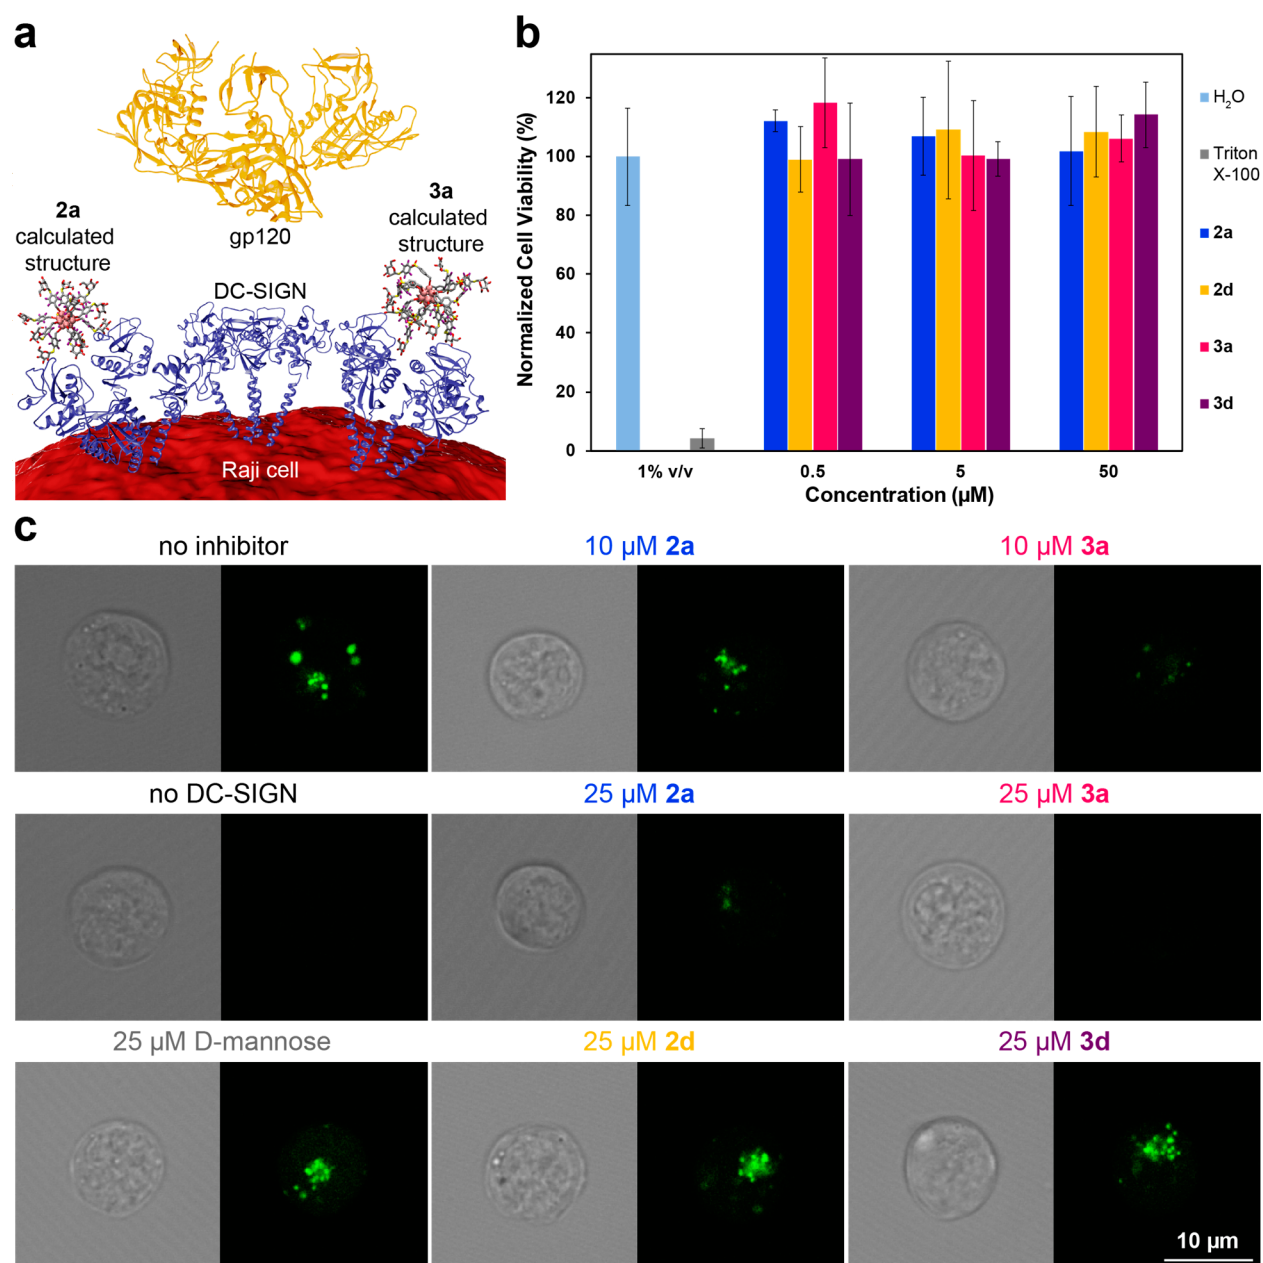 a
2a
calculated
structure
gp120
3a
calculated
structure
DC-SIGN
Raji cell
b
Normalized Cell Viability (%)
120
100
80
60
40
20
0
1% v/v
0.5
5
50
Concentration (µM)
H₂O
Triton
X-100
2a
2d
3a
3d
c
no inhibitor
10 µM 2a
10 µM 3a
no DC-SIGN
25 µM 2a
25 µM 3a
25 µM D-mannose
25 µM 2d
25 µM 3d
10 µm